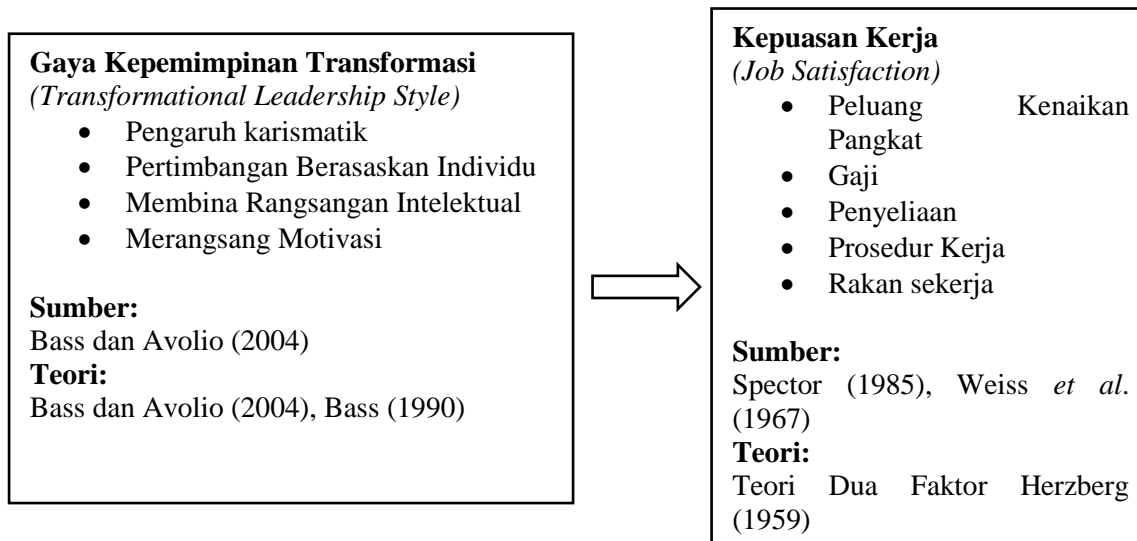 Gaya Kepemimpinan Transformasi
(Transformational Leadership Style)
• Pengaruh karismatik
• Pertimbangan Berasaskan Individu
• Membina Rangsangan Intelektual
• Merangsang Motivasi
Sumber:
Bass dan Avolio (2004)
Teori:
Bass dan Avolio (2004), Bass (1990)
Kepuasan Kerja
(Job Satisfaction)
• Peluang Kenaikan
Pangkat
• Gaji
• Penyeliaan
• Prosedur Kerja
• Rakan sekerja
Sumber:
Spector (1985), Weiss et al.
(1967)
Teori:
Teori Dua Faktor Herzberg
(1959)